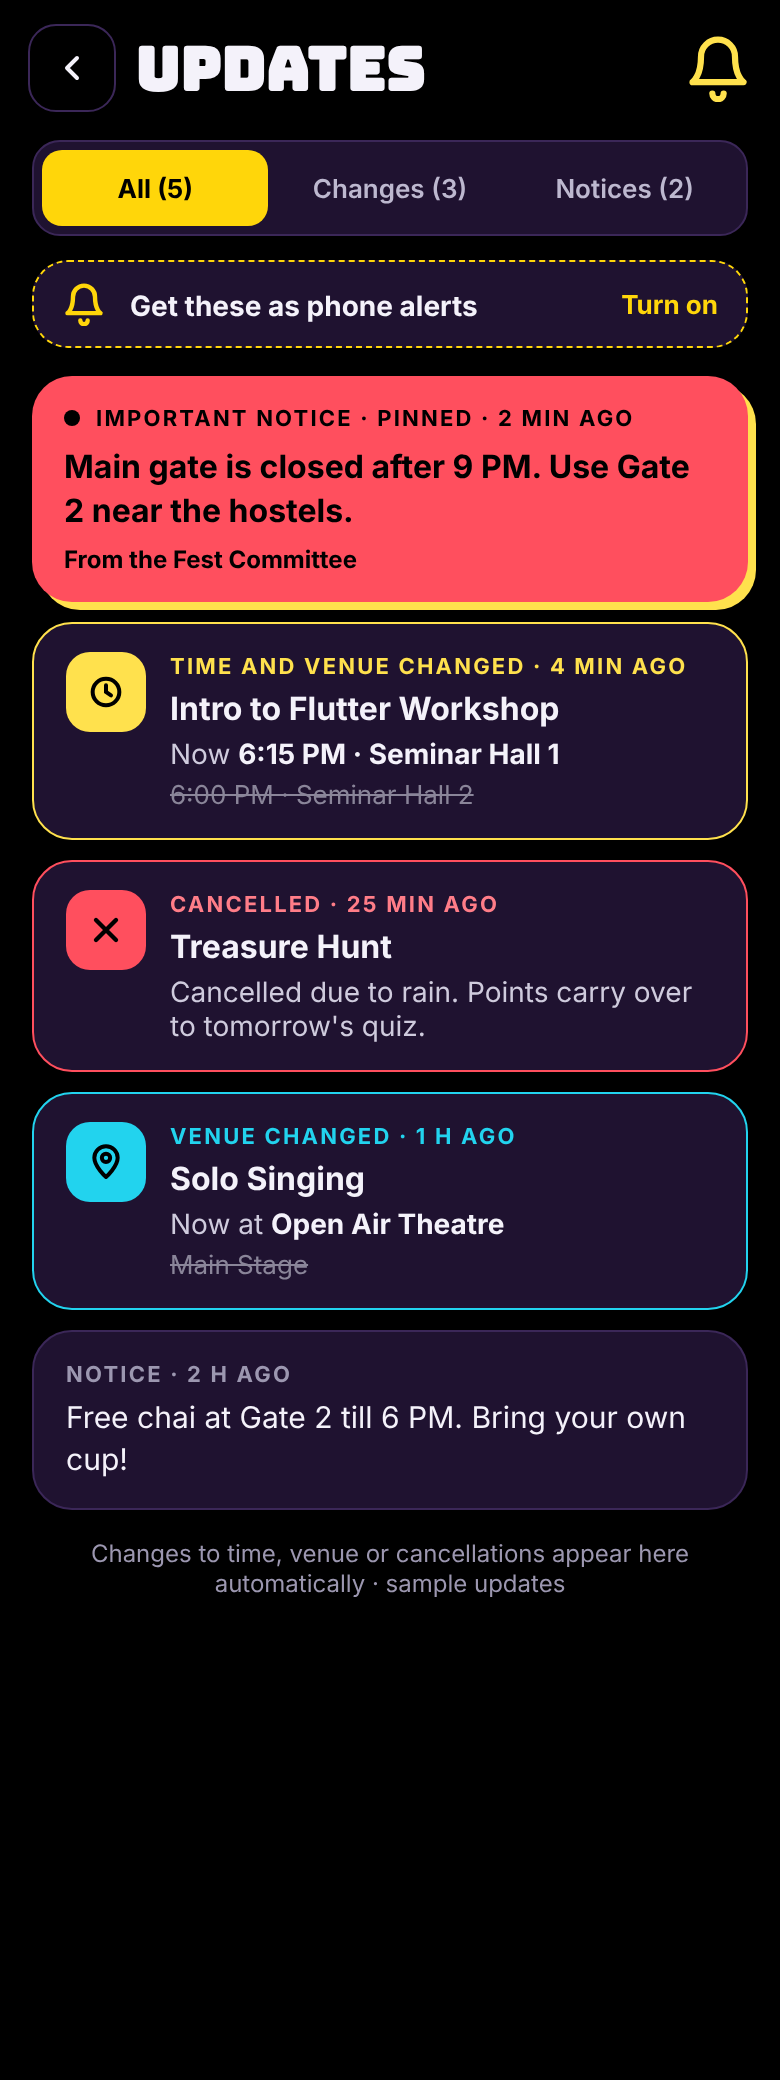 UPDATES
All (5)
Changes (3)
Notices (2)
Get these as phone alerts
Turn on
IMPORTANT NOTICE · PINNED · 2 MIN AGO
Main gate is closed after 9 PM. Use Gate
2 near the hostels.
From the Fest Committee
TIME AND VENUE CHANGED · 4 MIN AGO
Intro to Flutter Workshop
Now 6:15 PM · Seminar Hall 1
6:00 PM · Seminar Hall 2
CANCELLED · 25 MIN AGO
Treasure Hunt
Cancelled due to rain. Points carry over
to tomorrow's quiz.
VENUE CHANGED · 1 H AGO
Solo Singing
Now at Open Air Theatre
Main Stage
NOTICE · 2 H AGO
Free chai at Gate 2 till 6 PM. Bring your own
cup!
Changes to time, venue or cancellations appear here
automatically · sample updates